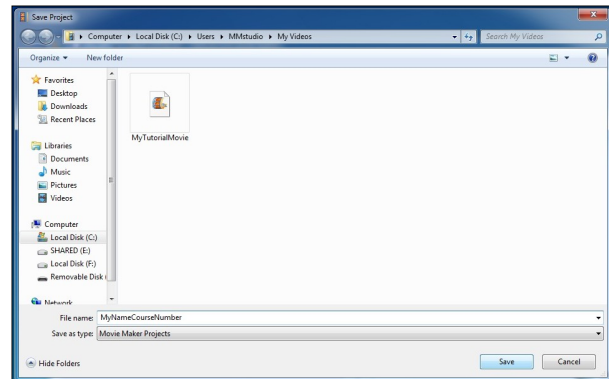 Save Project
Computer ▸ Local Disk (C:) ▸ Users ▸ MMstudio ▸ My Videos
Search My Videos
Organize
New folder
Favorites
Desktop
Downloads
Recent Places
Libraries
Documents
Music
Pictures
Videos
Computer
Local Disk (C:)
SHARED (E:)
Local Disk (F:)
Removable Disk
Network
MyTutorialMovie
File name: MyNameCourseNumber
Save as type: Movie Maker Projects
Hide Folders
Save
Cancel